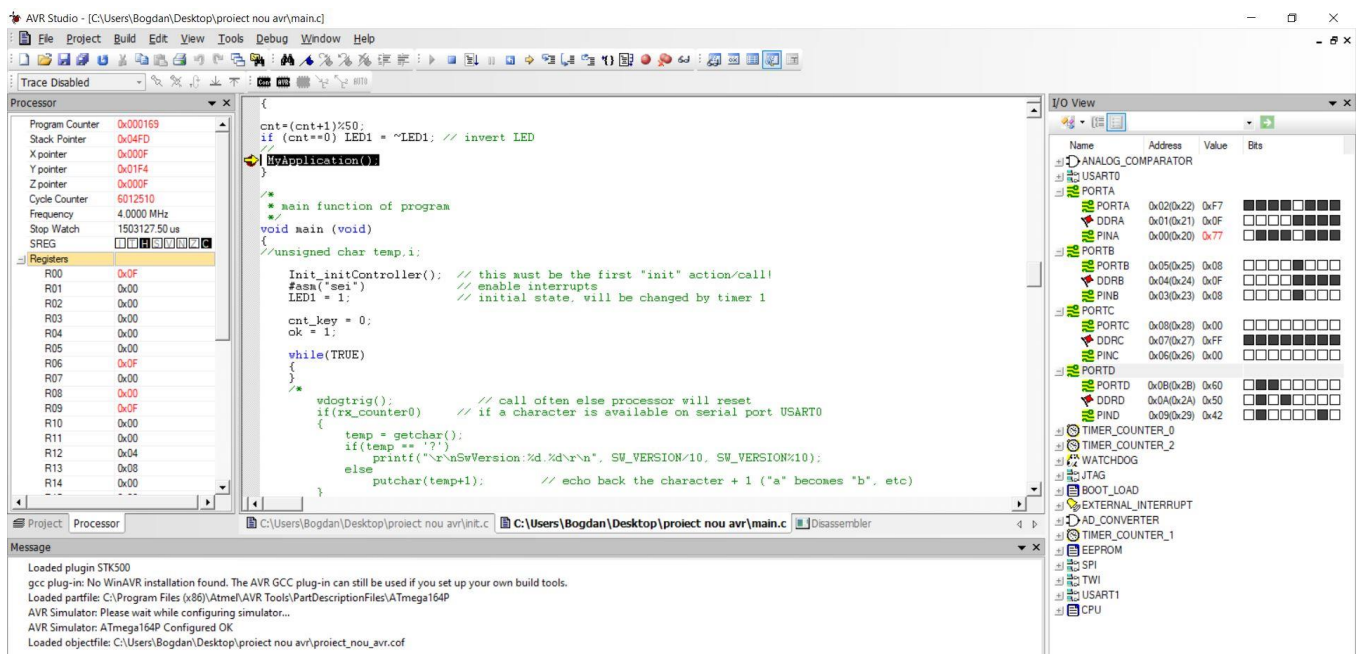 AVR Studio - [C:\Users\Bogdan\Desktop\proiect nou avr\main.c]
File Project Build Edit View Tools Debug Window Help
Trace Disabled
Processor
Program Counter 0x000169
Stack Pointer 0x04FD
X pointer 0x000F
Y pointer 0x01F4
Z pointer 0x000F
Cycle Counter 6012510
Frequency 4.0000 MHz
Stop Watch 1503127.50 us
SREG I T H S V N Z C
Registers
R00 0x0F
R01 0x00
R02 0x00
R03 0x00
R04 0x00
R05 0x00
R06 0x0F
R07 0x00
R08 0x00
R09 0x0F
R10 0x00
R11 0x00
R12 0x04
R13 0x08
R14 0x00
Project Processor
{
cnt=(cnt+1)%50;
if (cnt==0) LED1 = ~LED1; // invert LED
//
MyApplication();
}
/*
* main function of program
*/
void main (void)
{
//unsigned char temp,i;
Init_initController(); // this must be the first "init" action/call!
#asm("sei") // enable interrupts
LED1 = 1; // initial state, will be changed by timer 1
cnt_key = 0;
ok = 1;
while(TRUE)
{
}
/*
wdogtrig(); // call often else processor will reset
if(rx_counter0) // if a character is available on serial port USART0
{
temp = getchar();
if(temp == '?')
printf("\r\nSwVersion:%d.%d\r\n", SW_VERSION/10, SW_VERSION%10);
else
putchar(temp+1); // echo back the character + 1 ("a" becomes "b", etc)
}
C:\Users\Bogdan\Desktop\proiect nou avr\init.c C:\Users\Bogdan\Desktop\proiect nou avr\main.c Disassembler
I/O View
Name Address Value Bits
ANALOG_COMPARATOR
USART0
PORTA
PORTA 0x02(0x22) 0xF7
DDRA 0x01(0x21) 0x0F
PINA 0x00(0x20) 0x77
PORTB
PORTB 0x05(0x25) 0x08
DDRB 0x04(0x24) 0x0F
PINB 0x03(0x23) 0x08
PORTC
PORTC 0x08(0x28) 0x00
DDRC 0x07(0x27) 0xFF
PINC 0x06(0x26) 0x00
PORTD
PORTD 0x0B(0x2B) 0x60
DDRD 0x0A(0x2A) 0x50
PIND 0x09(0x29) 0x42
TIMER_COUNTER_0
TIMER_COUNTER_2
WATCHDOG
JTAG
BOOT_LOAD
EXTERNAL_INTERRUPT
AD_CONVERTER
TIMER_COUNTER_1
EEPROM
SPI
TWI
USART1
CPU
Message
Loaded plugin STK500
gcc plug-in: No WinAVR installation found. The AVR GCC plug-in can still be used if you set up your own build tools.
Loaded partfile: C:\Program Files (x86)\Atmel\AVR Tools\PartDescriptionFiles\ATmega164P
AVR Simulator: Please wait while configuring simulator...
AVR Simulator: ATmega164P Configured OK
Loaded objectfile: C:\Users\Bogdan\Desktop\proiect nou avr\proiect_nou_avr.cof